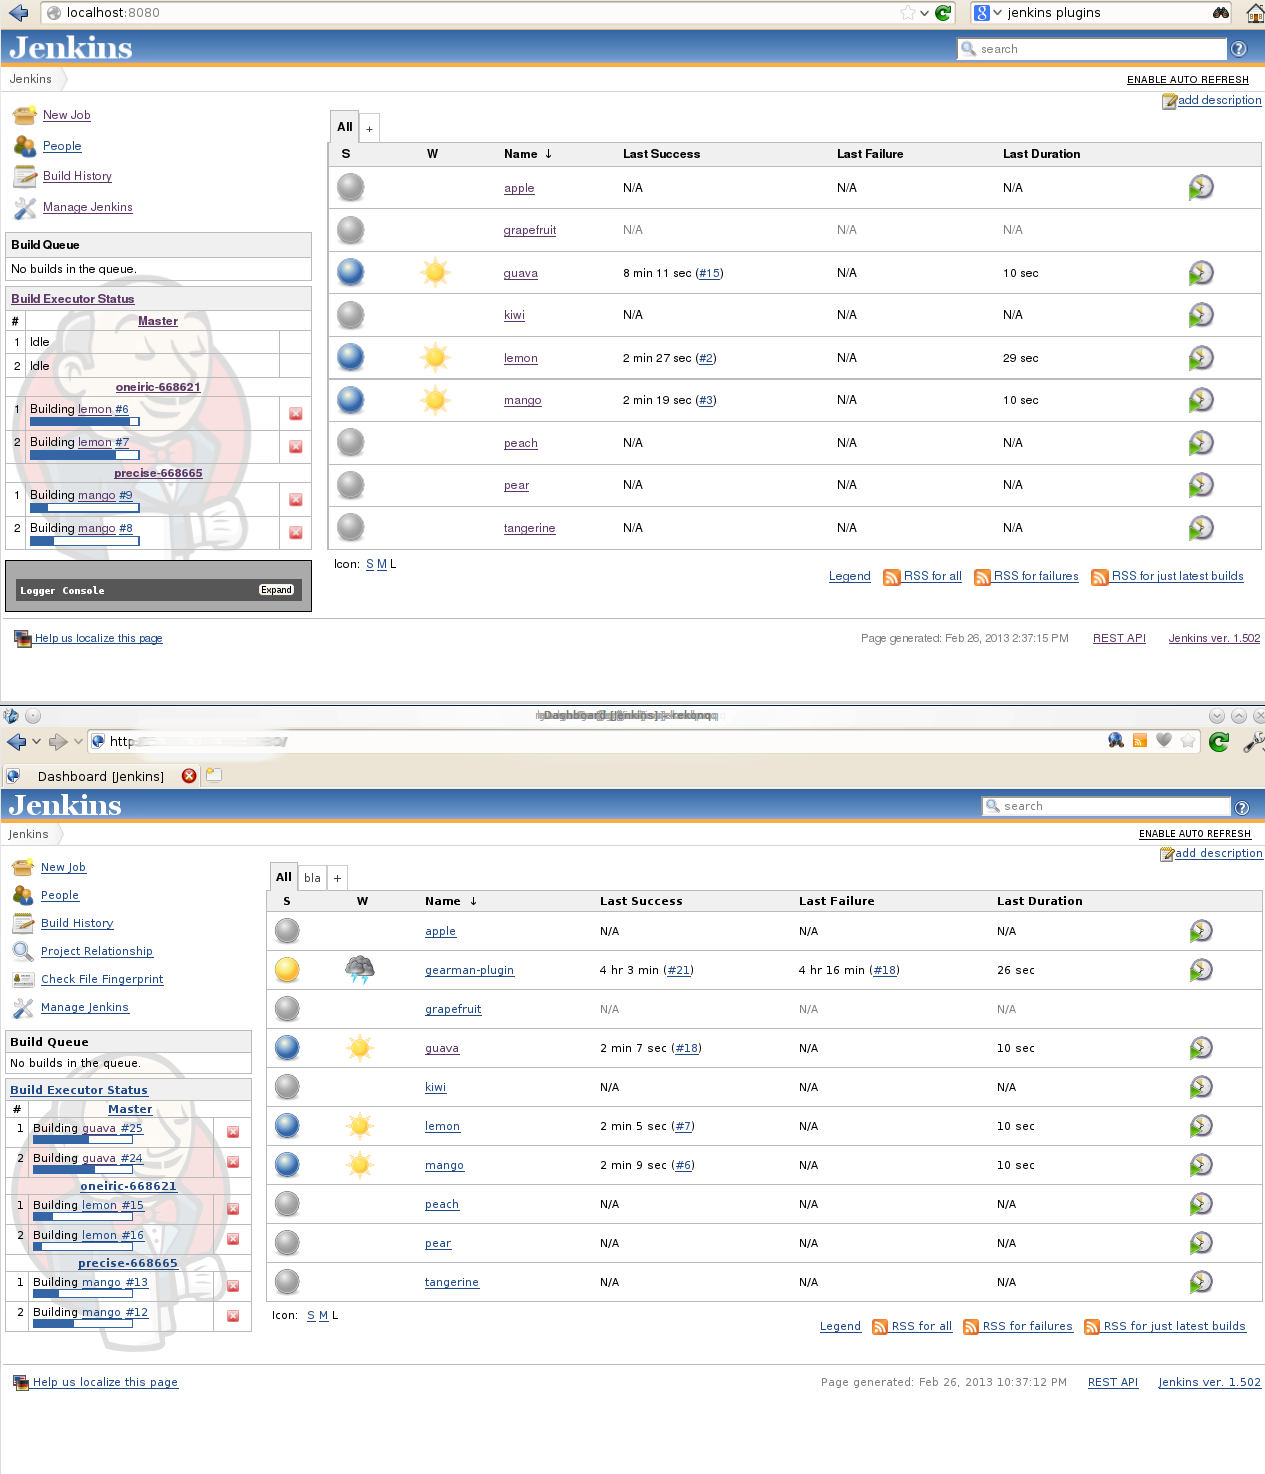 localhost:8080 jenkins plugins
Jenkins search
Jenkins ENABLE AUTO REFRESH
add description
New Job
People
Build History
Manage Jenkins
Build Queue
No builds in the queue.
Build Executor Status
# Master
1 Idle
2 Idle
oneiric-668621
1 Building lemon #6
2 Building lemon #7
precise-668665
1 Building mango #9
2 Building mango #8
Logger Console Expand
All +
S W Name ↓ Last Success Last Failure Last Duration
apple N/A N/A N/A
grapefruit N/A N/A N/A
guava 8 min 11 sec (#15) N/A 10 sec
kiwi N/A N/A N/A
lemon 2 min 27 sec (#2) N/A 29 sec
mango 2 min 19 sec (#3) N/A 10 sec
peach N/A N/A N/A
pear N/A N/A N/A
tangerine N/A N/A N/A
Icon: S M L
Legend RSS for all RSS for failures RSS for just latest builds
Help us localize this page Page generated: Feb 26, 2013 2:37:15 PM REST API Jenkins ver. 1.502
Dashboard [Jenkins] - rekonq
http
Dashboard [Jenkins]
Jenkins search
Jenkins ENABLE AUTO REFRESH
add description
New Job
People
Build History
Project Relationship
Check File Fingerprint
Manage Jenkins
Build Queue
No builds in the queue.
Build Executor Status
# Master
1 Building guava #25
2 Building guava #24
oneiric-668621
1 Building lemon #15
2 Building lemon #16
precise-668665
1 Building mango #13
2 Building mango #12
All bla +
S W Name ↓ Last Success Last Failure Last Duration
apple N/A N/A N/A
gearman-plugin 4 hr 3 min (#21) 4 hr 16 min (#18) 26 sec
grapefruit N/A N/A N/A
guava 2 min 7 sec (#18) N/A 10 sec
kiwi N/A N/A N/A
lemon 2 min 5 sec (#7) N/A 10 sec
mango 2 min 9 sec (#6) N/A 10 sec
peach N/A N/A N/A
pear N/A N/A N/A
tangerine N/A N/A N/A
Icon: S M L
Legend RSS for all RSS for failures RSS for just latest builds
Help us localize this page Page generated: Feb 26, 2013 10:37:12 PM REST API Jenkins ver. 1.502